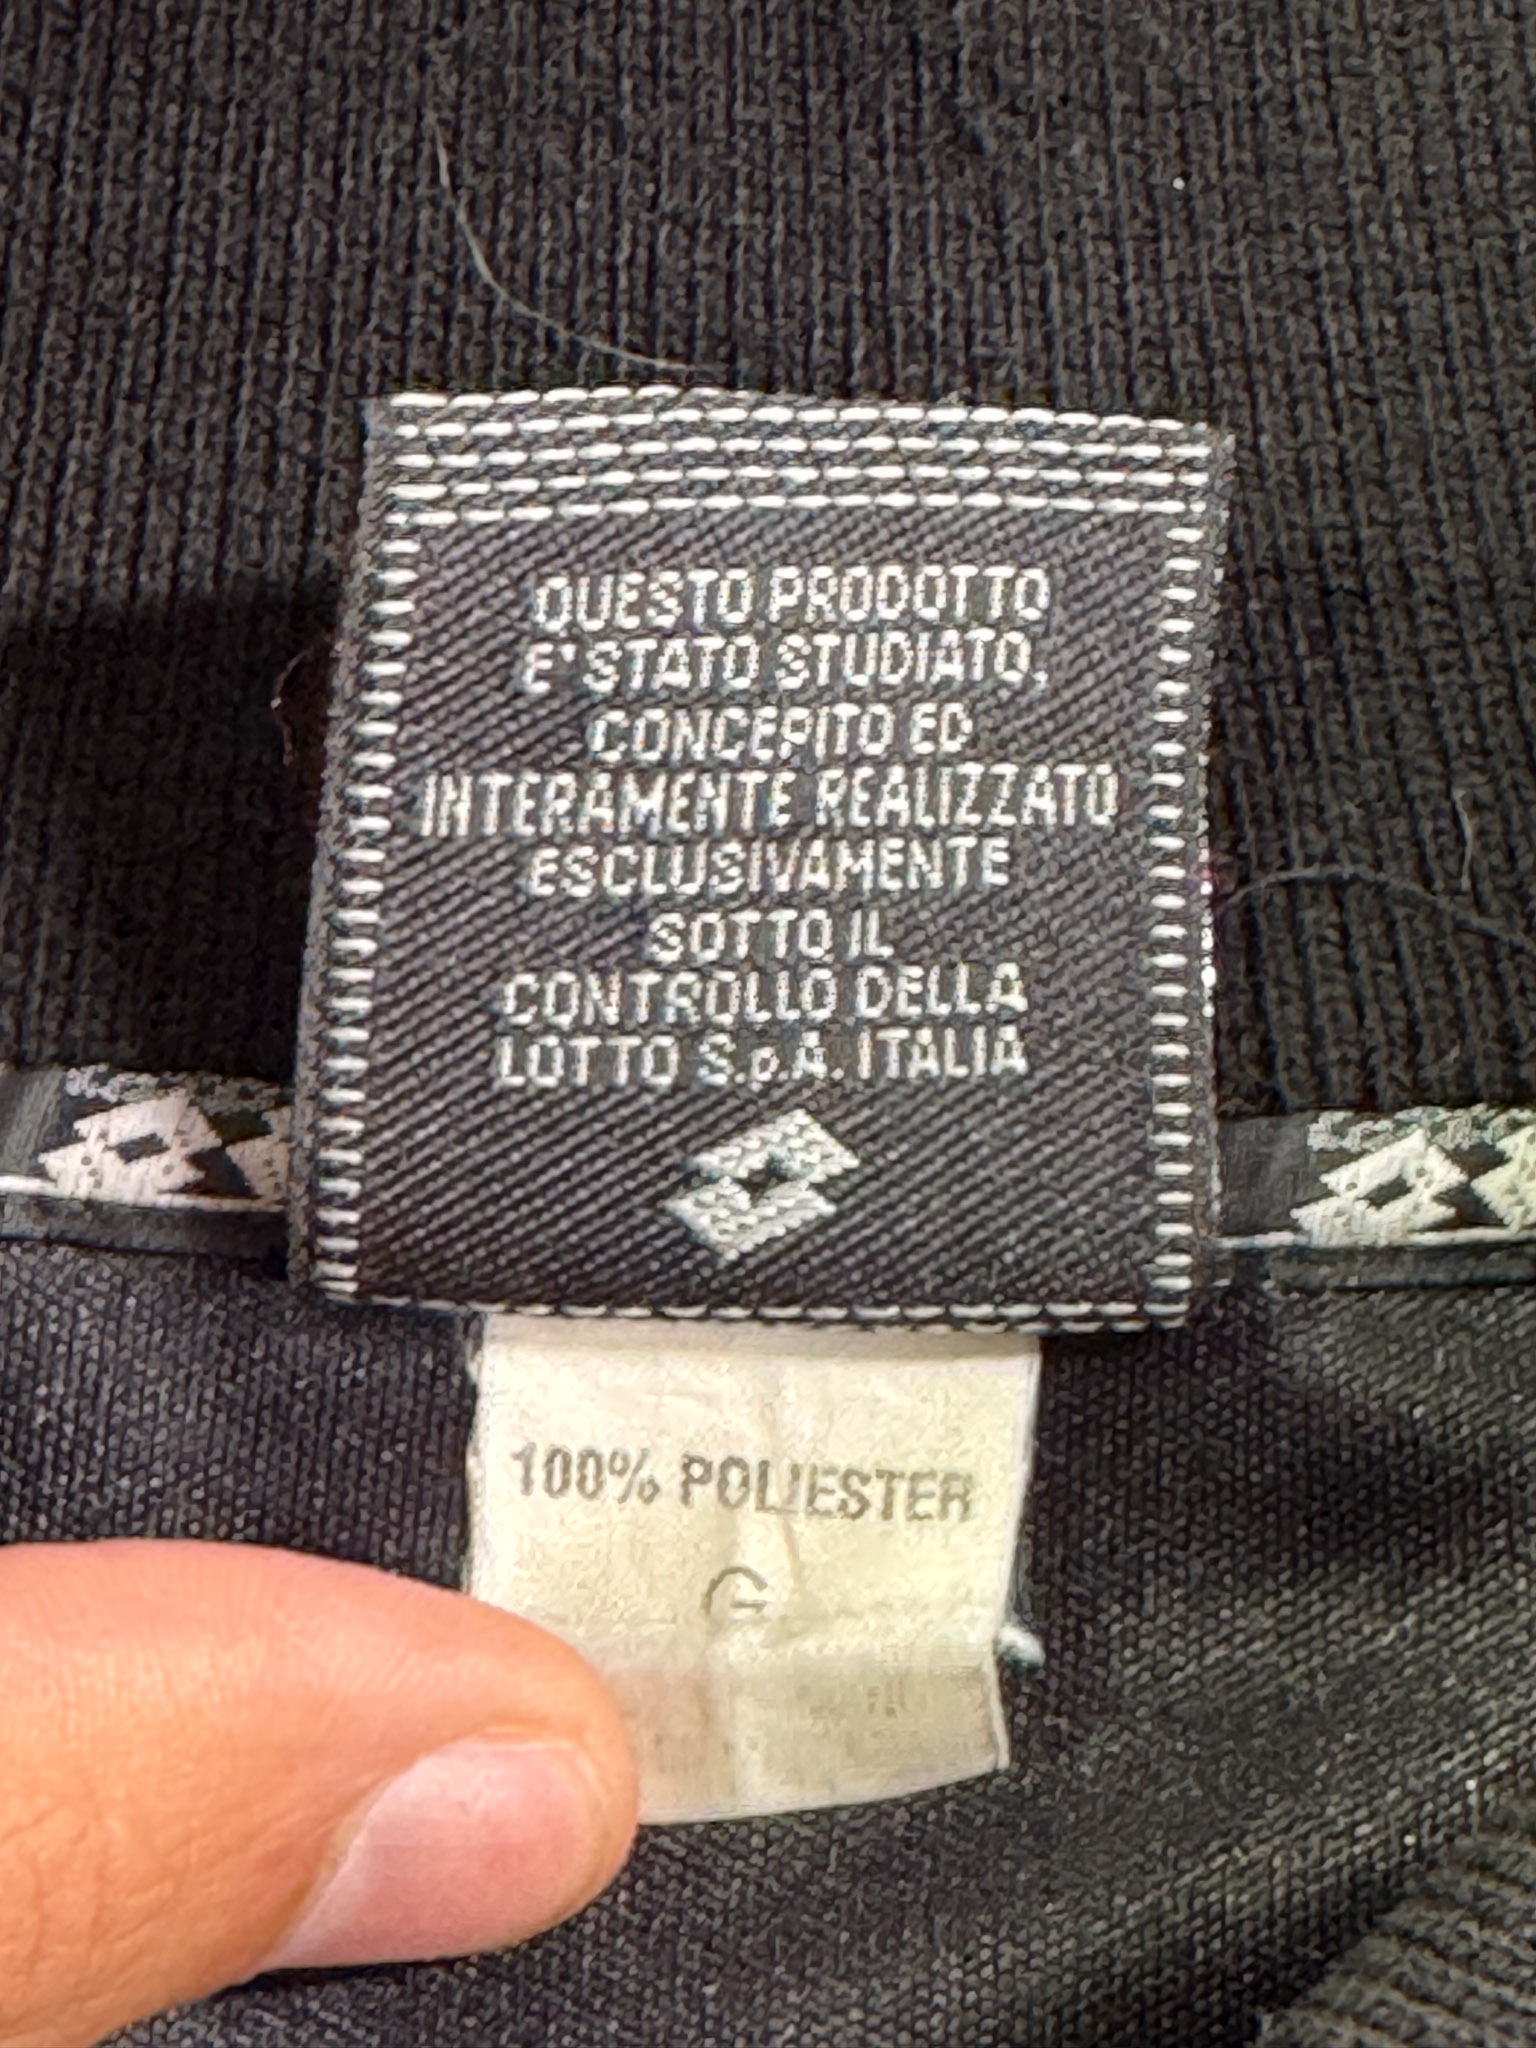 QUESTO PRODOTTO
E' STATO STUDIATO,
CONCEPITO ED
INTERAMENTE REALIZZATO
ESCLUSIVAMENTE
SOTTO IL
CONTROLLO DELLA
LOTTO S.p.A. ITALIA
100% POLIESTER
G